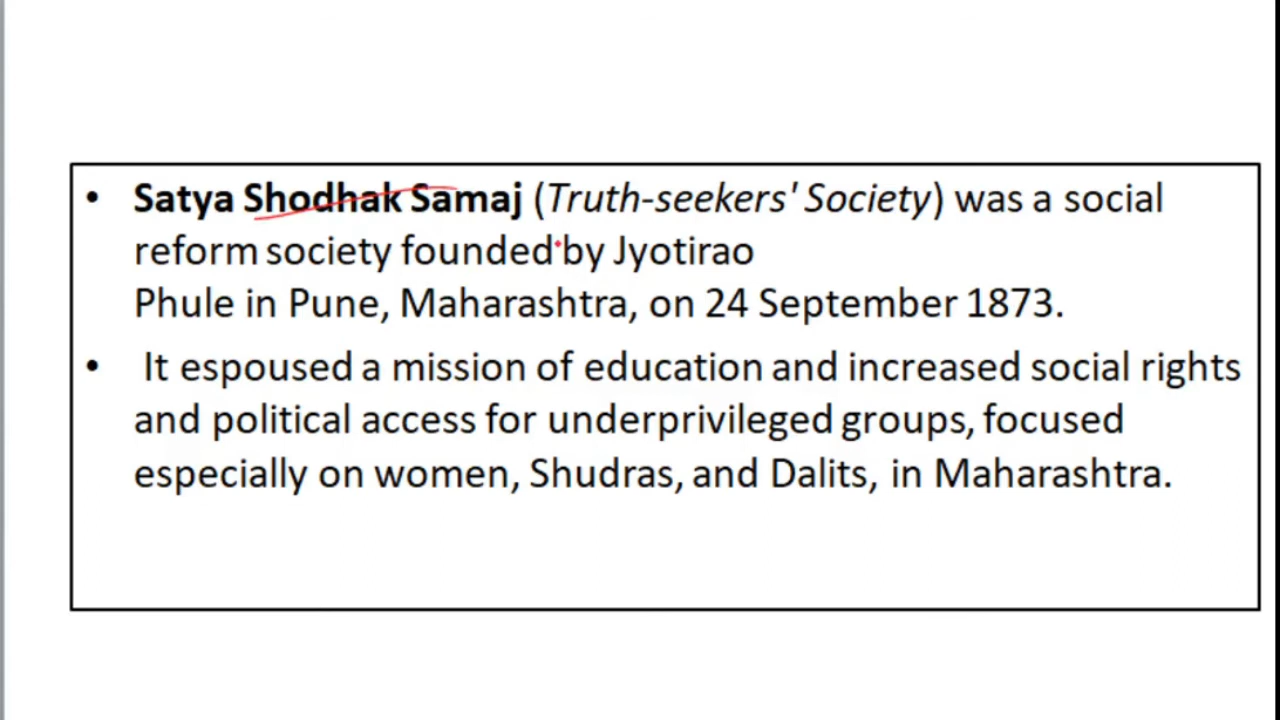 • Satya Shodhak Samaj (Truth-seekers' Society) was a social
reform society founded by Jyotirao
Phule in Pune, Maharashtra, on 24 September 1873.
• It espoused a mission of education and increased social rights
and political access for underprivileged groups, focused
especially on women, Shudras, and Dalits, in Maharashtra.